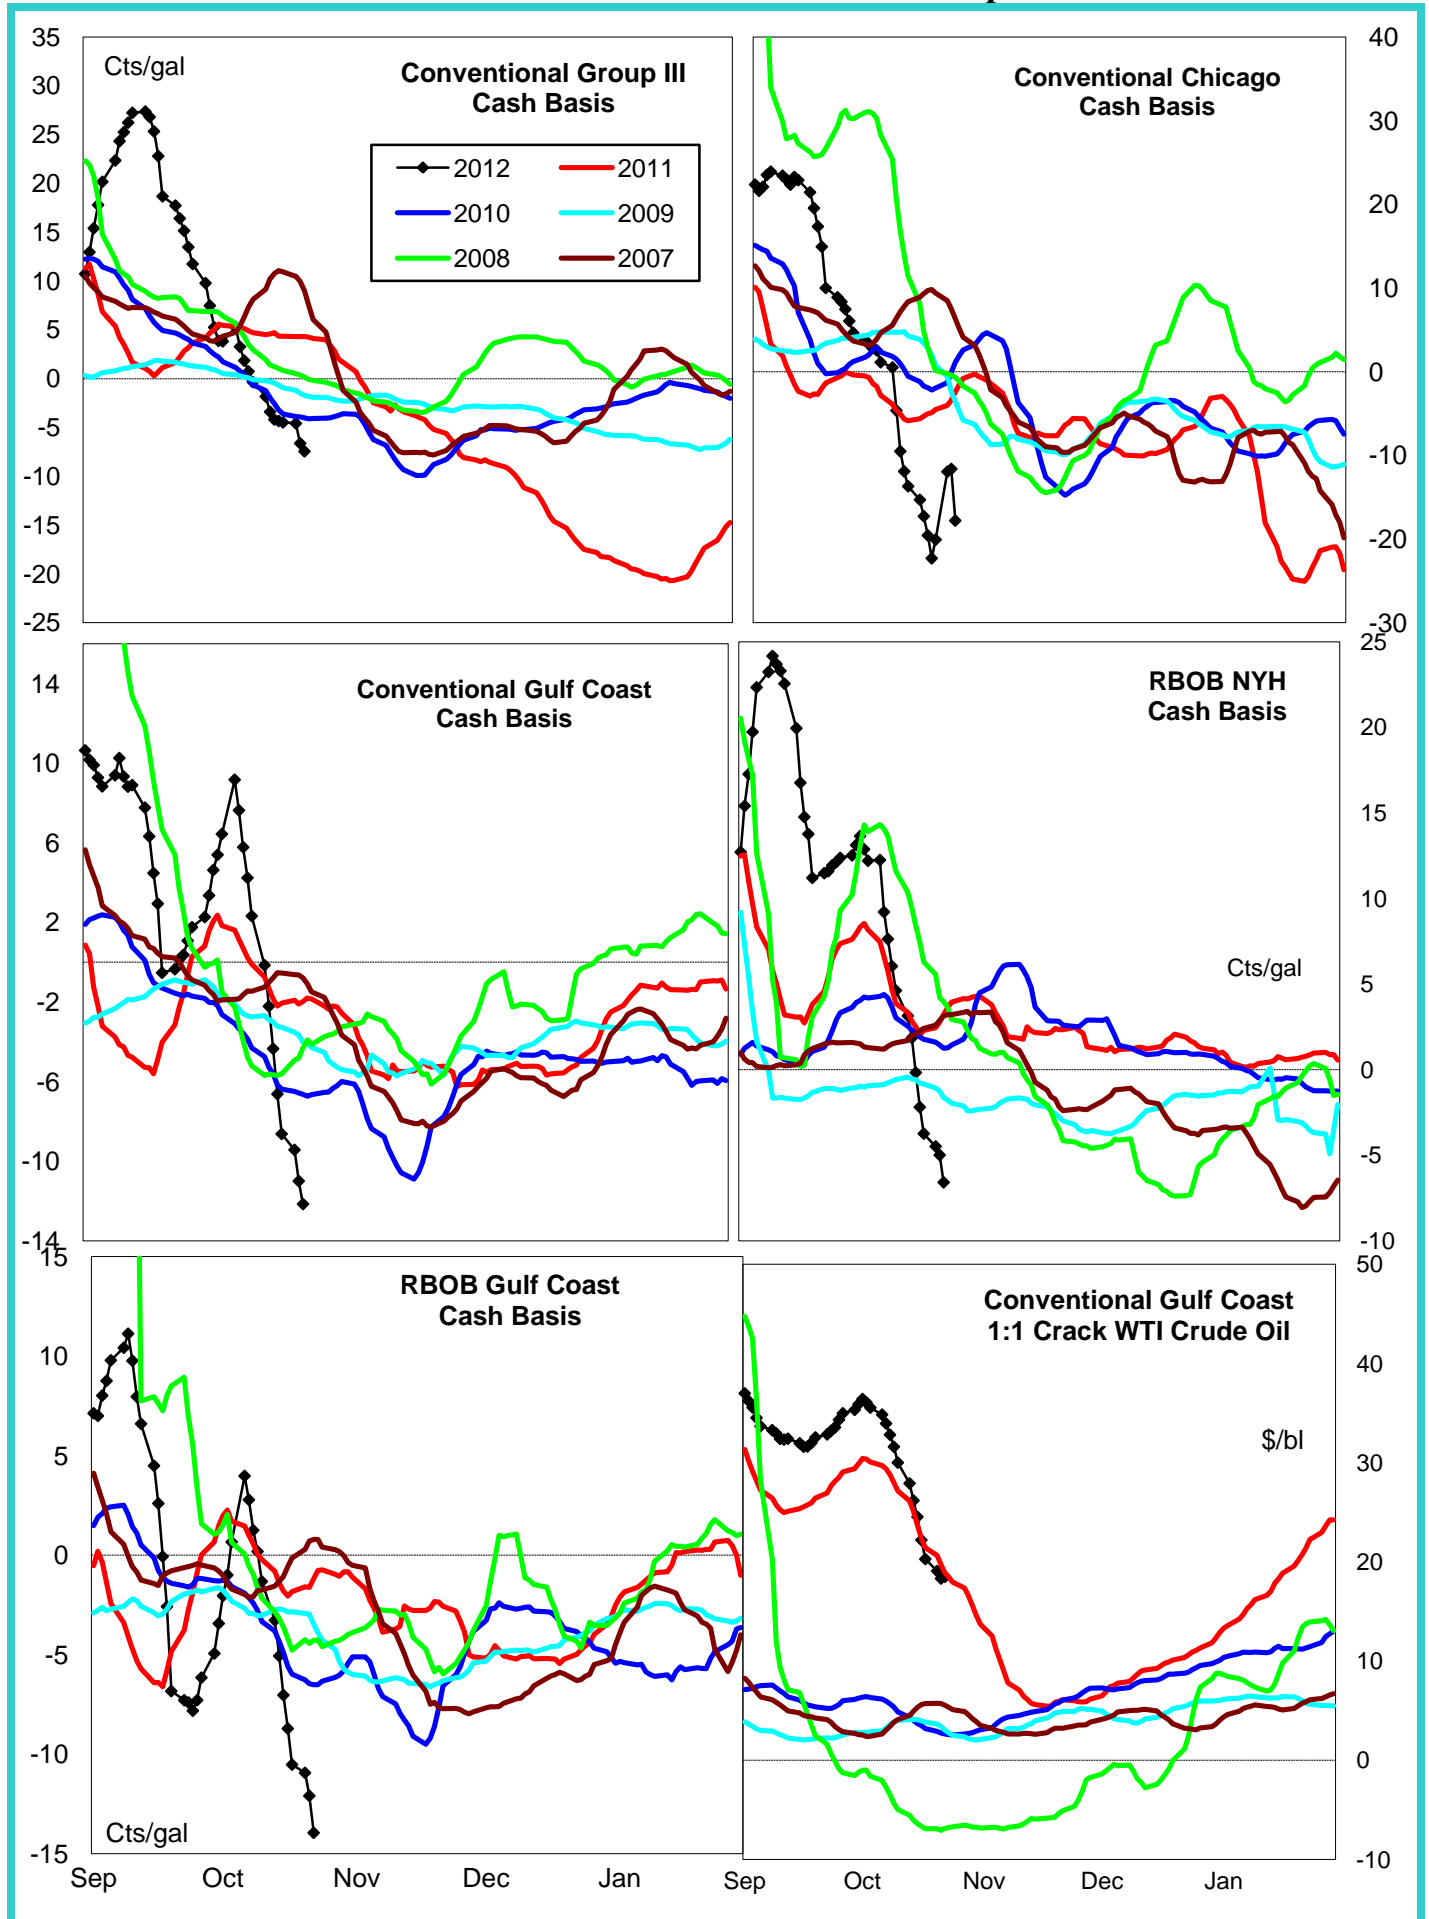 35
30
25
20
15
10
5
0
-5
-10
-15
-20
-25
Cts/gal
Conventional Group III
Cash Basis
2012
2011
2010
2009
2008
2007
Conventional Chicago
Cash Basis
40
30
20
10
0
-10
-20
-30
14
10
6
2
-2
-6
-10
-14
Conventional Gulf Coast
Cash Basis
RBOB NYH
Cash Basis
Cts/gal
25
20
15
10
5
0
-5
-10
15
10
5
0
-5
-10
-15
RBOB Gulf Coast
Cash Basis
Cts/gal
Sep
Oct
Nov
Dec
Jan
Conventional Gulf Coast
1:1 Crack WTI Crude Oil
$/bl
50
40
30
20
10
0
-10
Sep
Oct
Nov
Dec
Jan